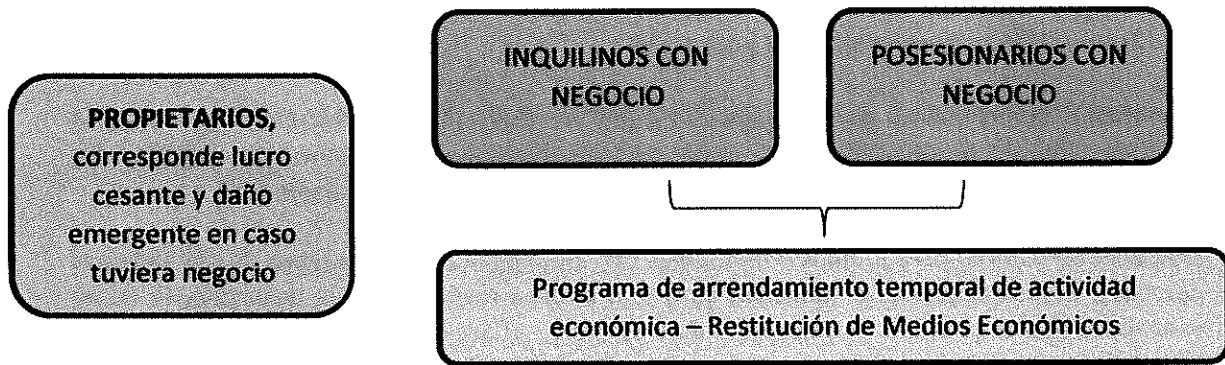 PROPIETARIOS,
corresponde lucro
cesante y daño
emergente en caso
tuviera negocio
INQUILINOS CON
NEGOCIO
POSESIONARIOS CON
NEGOCIO
Programa de arrendamiento temporal de actividad
económica – Restitución de Medios Económicos